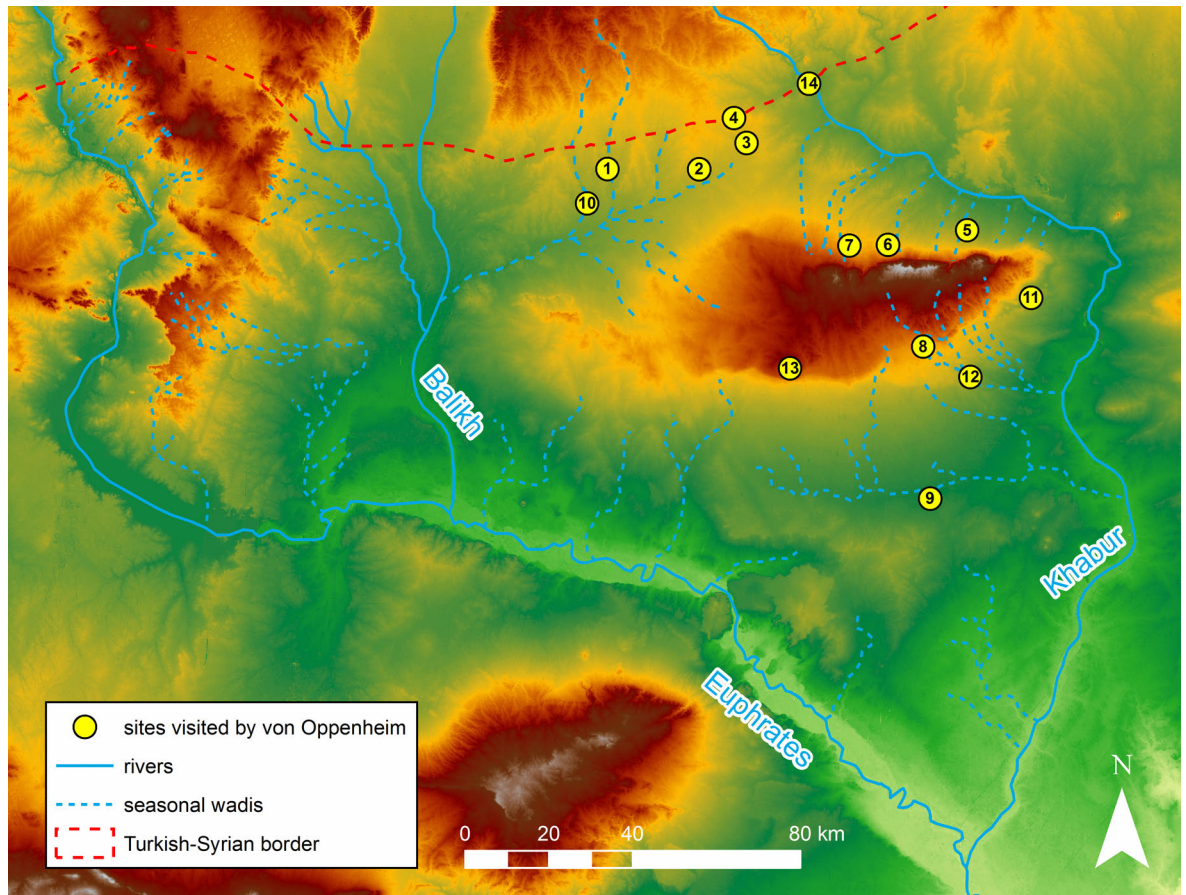 14
4
3
1
2
10
5
7
6
11
8
13
12
9
Balikh
Khabur
Euphrates
sites visited by von Oppenheim
rivers
seasonal wadis
Turkish-Syrian border
N
0 20 40 80 km